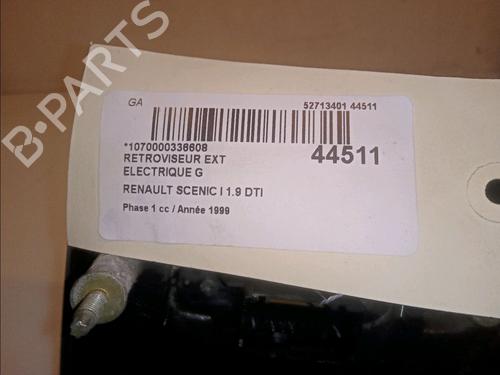 B-PARTS
GA
52713401 44511
*1070000336608
RETROVISEUR EXT
ELECTRIQUE G
44511
RENAULT SCENIC I 1.9 DTI
Phase 1 cc / Année 1999